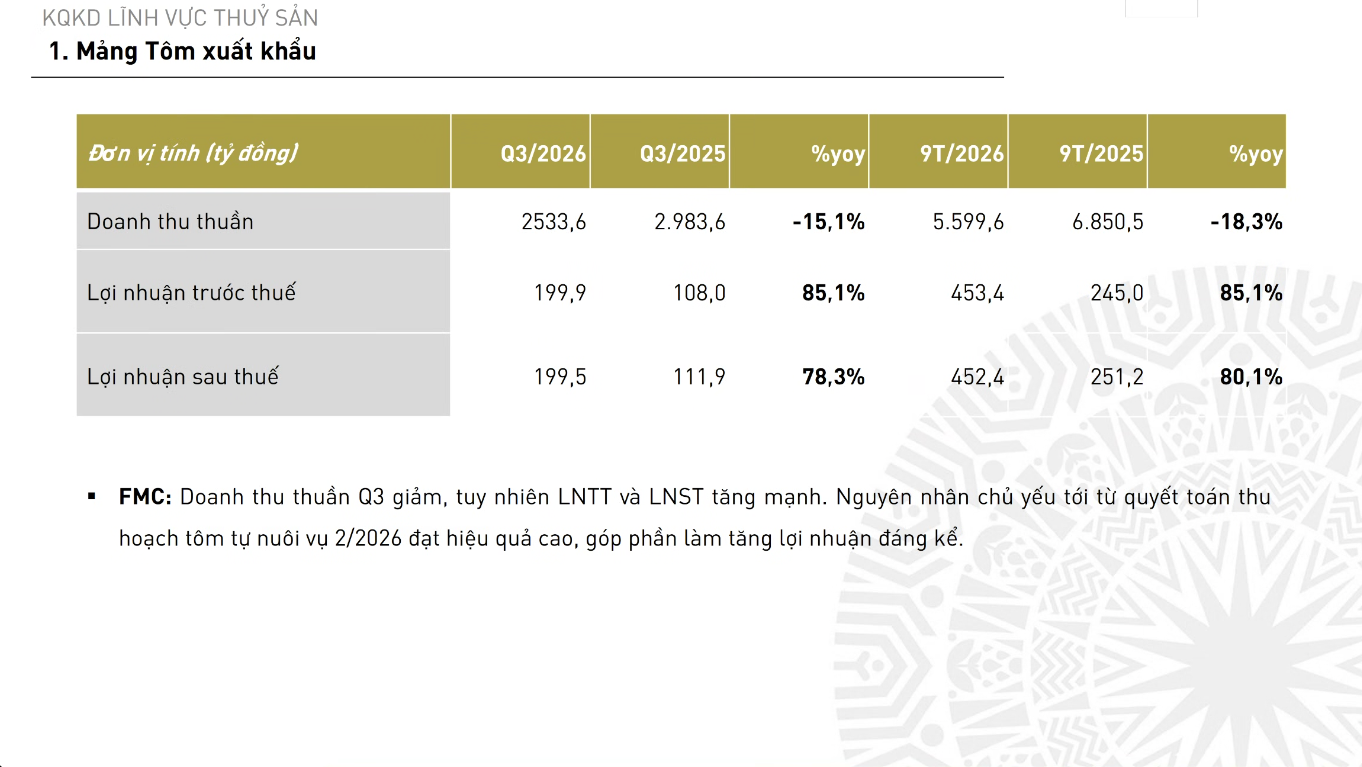 KQKD LĨNH VỰC THUỶ SẢN
1. Mảng Tôm xuất khẩu
Đơn vị tính (tỷ đồng) Q3/2026 Q3/2025 %yoy 9T/2026 9T/2025 %yoy
Doanh thu thuần 2533,6 2.983,6 -15,1% 5.599,6 6.850,5 -18,3%
Lợi nhuận trước thuế 199,9 108,0 85,1% 453,4 245,0 85,1%
Lợi nhuận sau thuế 199,5 111,9 78,3% 452,4 251,2 80,1%
▪ FMC: Doanh thu thuần Q3 giảm, tuy nhiên LNTT và LNST tăng mạnh. Nguyên nhân chủ yếu tới từ quyết toán thu
hoạch tôm tự nuôi vụ 2/2026 đạt hiệu quả cao, góp phần làm tăng lợi nhuận đáng kể.